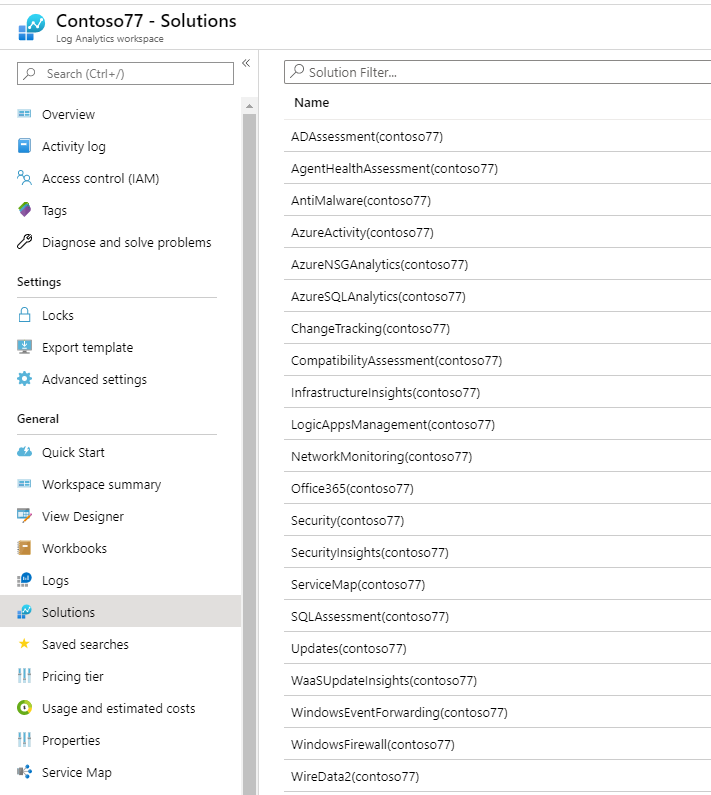 Contoso77 - Solutions
Log Analytics workspace
Search (Ctrl+/)
«
Overview
Activity log
Access control (IAM)
Tags
Diagnose and solve problems
Settings
Locks
Export template
Advanced settings
General
Quick Start
Workspace summary
View Designer
Workbooks
Logs
Solutions
Saved searches
Pricing tier
Usage and estimated costs
Properties
Service Map
Solution Filter...
Name
ADAssessment(contoso77)
AgentHealthAssessment(contoso77)
AntiMalware(contoso77)
AzureActivity(contoso77)
AzureNSGAnalytics(contoso77)
AzureSQLAnalytics(contoso77)
ChangeTracking(contoso77)
CompatibilityAssessment(contoso77)
InfrastructureInsights(contoso77)
LogicAppsManagement(contoso77)
NetworkMonitoring(contoso77)
Office365(contoso77)
Security(contoso77)
SecurityInsights(contoso77)
ServiceMap(contoso77)
SQLAssessment(contoso77)
Updates(contoso77)
WaaSUpdateInsights(contoso77)
WindowsEventForwarding(contoso77)
WindowsFirewall(contoso77)
WireData2(contoso77)